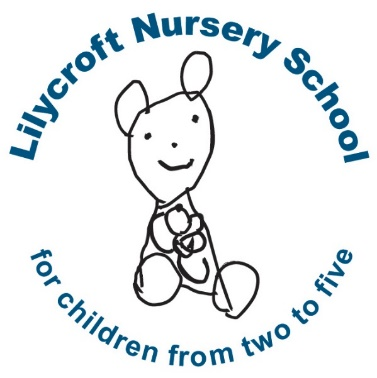 Lilycroft Nursery School
for children from two to five